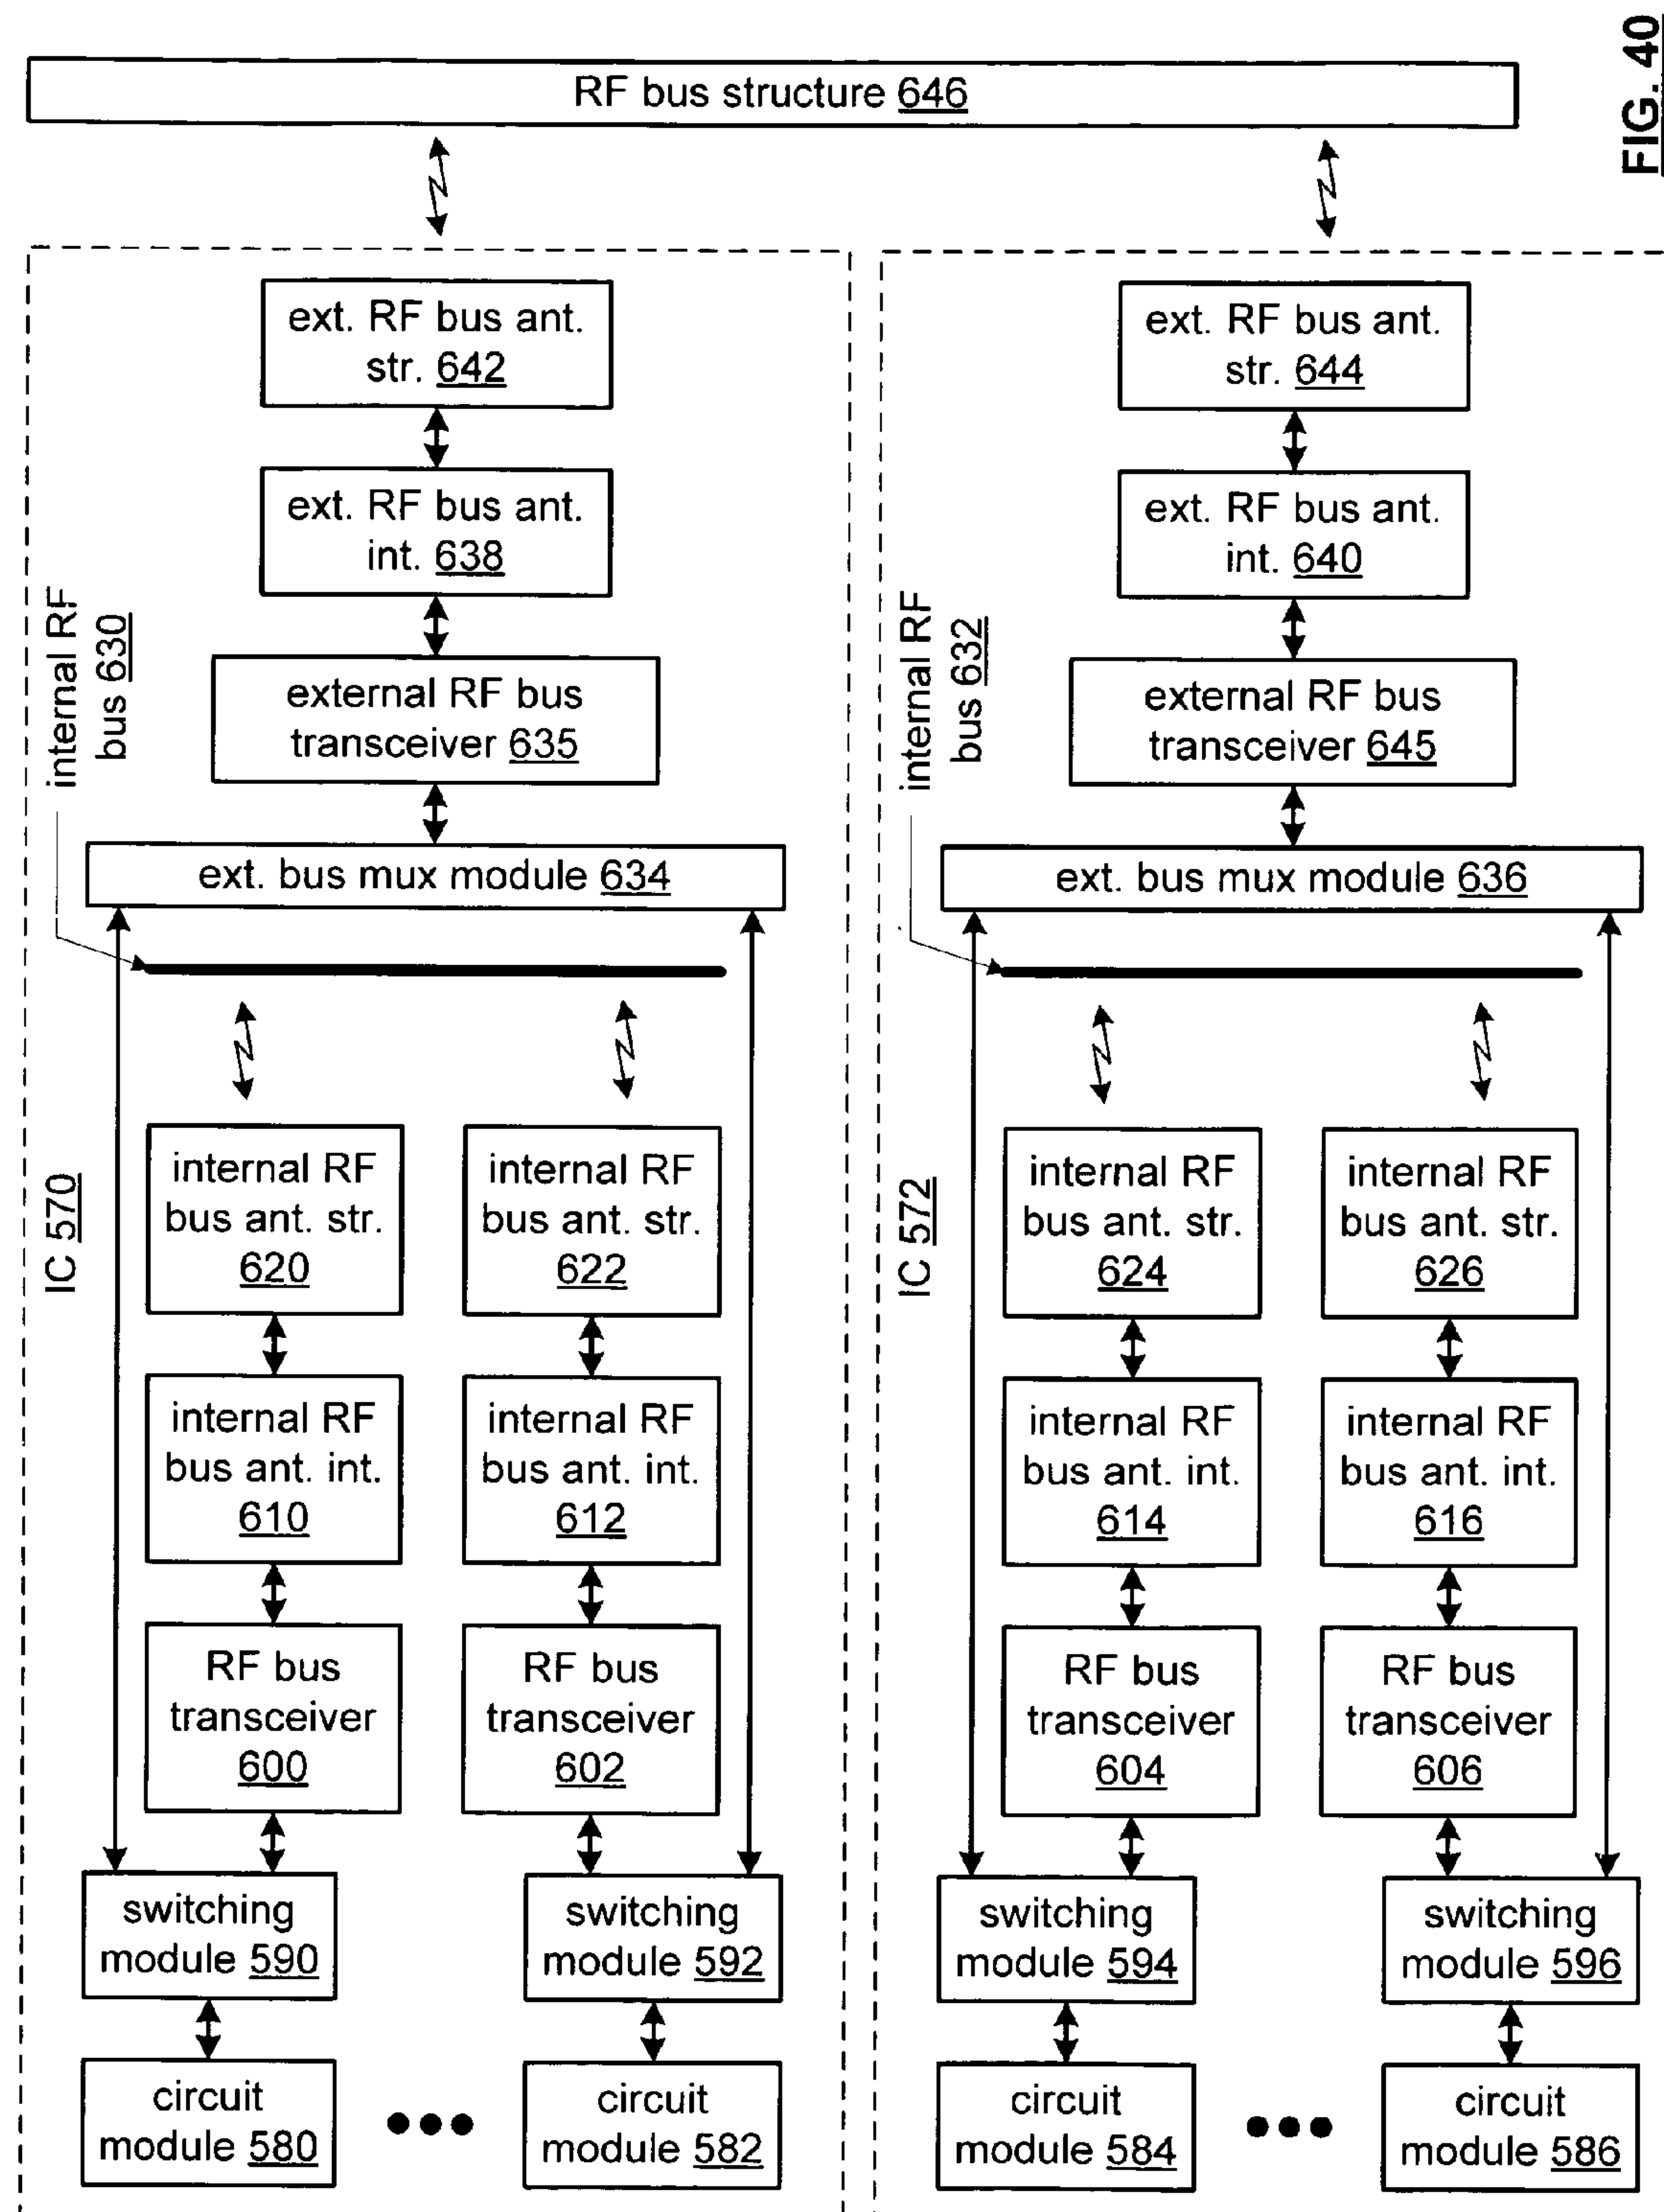 FIG. 40
RF bus structure 646
ext. RF bus ant.
str. 642
ext. RF bus ant.
str. 644
ext. RF bus ant.
int. 638
ext. RF bus ant.
int. 640
internal RF
bus 630
internal RF
bus 632
external RF bus
transceiver 635
external RF bus
transceiver 645
ext. bus mux module 634
ext. bus mux module 636
IC 570
internal RF
bus ant. str.
620
internal RF
bus ant. str.
622
IC 572
internal RF
bus ant. str.
624
internal RF
bus ant. str.
626
internal RF
bus ant. int.
610
internal RF
bus ant. int.
612
internal RF
bus ant. int.
614
internal RF
bus ant. int.
616
RF bus
transceiver
600
RF bus
transceiver
602
RF bus
transceiver
604
RF bus
transceiver
606
switching
module 590
switching
module 592
switching
module 594
switching
module 596
circuit
module 580
circuit
module 582
circuit
module 584
circuit
module 586